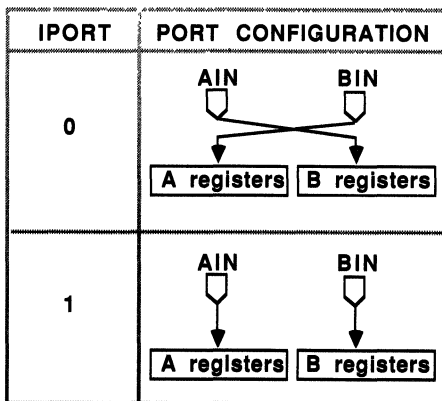 IPORT PORT CONFIGURATION
AIN BIN
0
A registers B registers
AIN BIN
1
A registers B registers